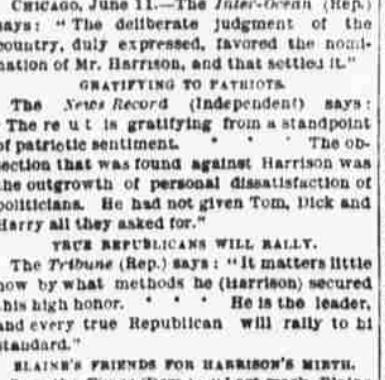 CHICAGO, June 11.—The Inter-Ocean (Rep.)
says: "The deliberate judgment of the
country, duly expressed, favored the nomi-
nation of Mr. Harrison, and that settled it."
GRATIFYING TO PATRIOTS.
The News Record (Independent) says:
"The re u t is gratifying from a standpoint
of patriotic sentiment. * * * The ob-
ection that was found against Harrison was
the outgrowth of personal dissatisfaction of
politicians. He had not given Tom, Dick and
Harry all they asked for."
TRUE REPUBLICANS WILL RALLY.
The Tribune (Rep.) says: "It matters little
now by what methods he (Harrison) secured
his high honor. * * * He is the leader,
and every true Republican will rally to hi
standard."
BLAINE'S FRIENDS FOR HARRISON'S MIRTH.